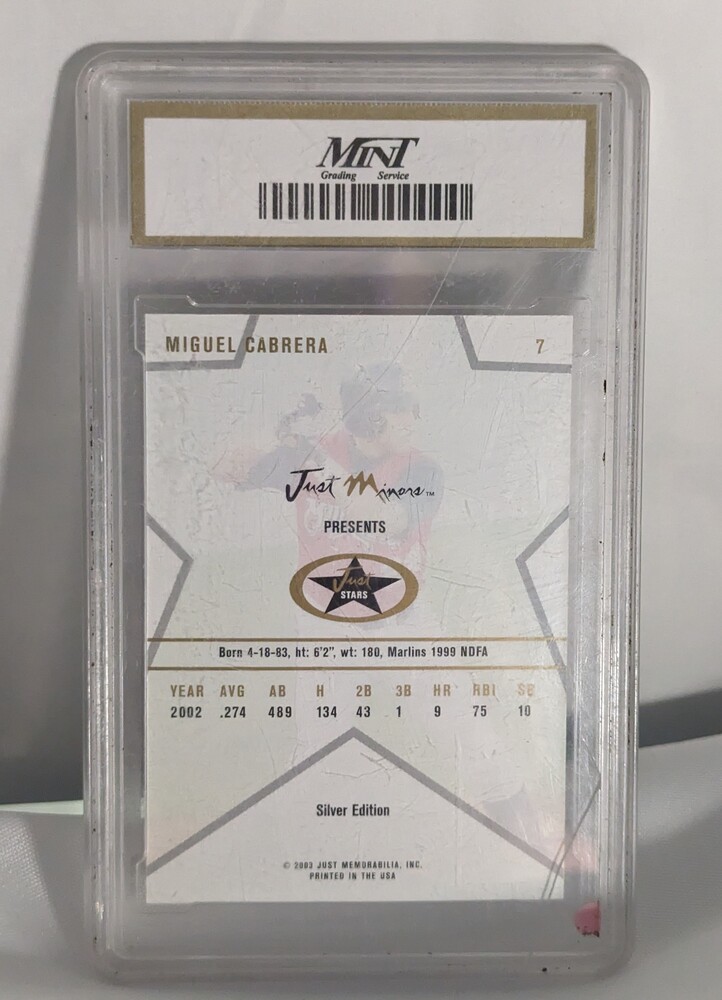 MINT
Grading Service
MIGUEL CABRERA 7
Just Minors™
PRESENTS
Just
STARS
Born 4-18-83, ht: 6'2", wt: 180, Marlins 1999 NDFA
YEAR AVG AB H 2B 3B HR RBI SB
2002 .274 489 134 43 1 9 75 10
Silver Edition
© 2003 JUST MEMORABILIA, INC.
PRINTED IN THE USA